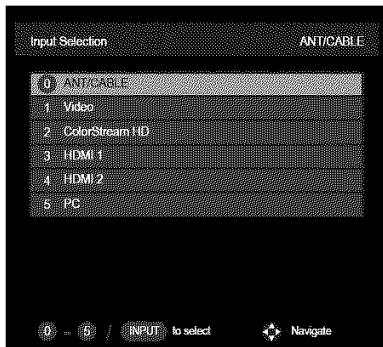 Input Selection ANT/CABLE
0 ANT/CABLE
1 Video
2 ColorStream HD
3 HDMI 1
4 HDMI 2
5 PC
0 - 5 / INPUT to select Navigate